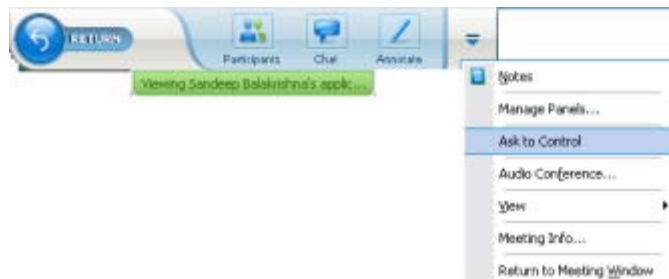 RETURN
Participants Chat Annotate
Viewing Sandeep Balakrishna's applic...
Notes
Manage Panels...
Ask to Control
Audio Conference...
View
Meeting Info...
Return to Meeting Window